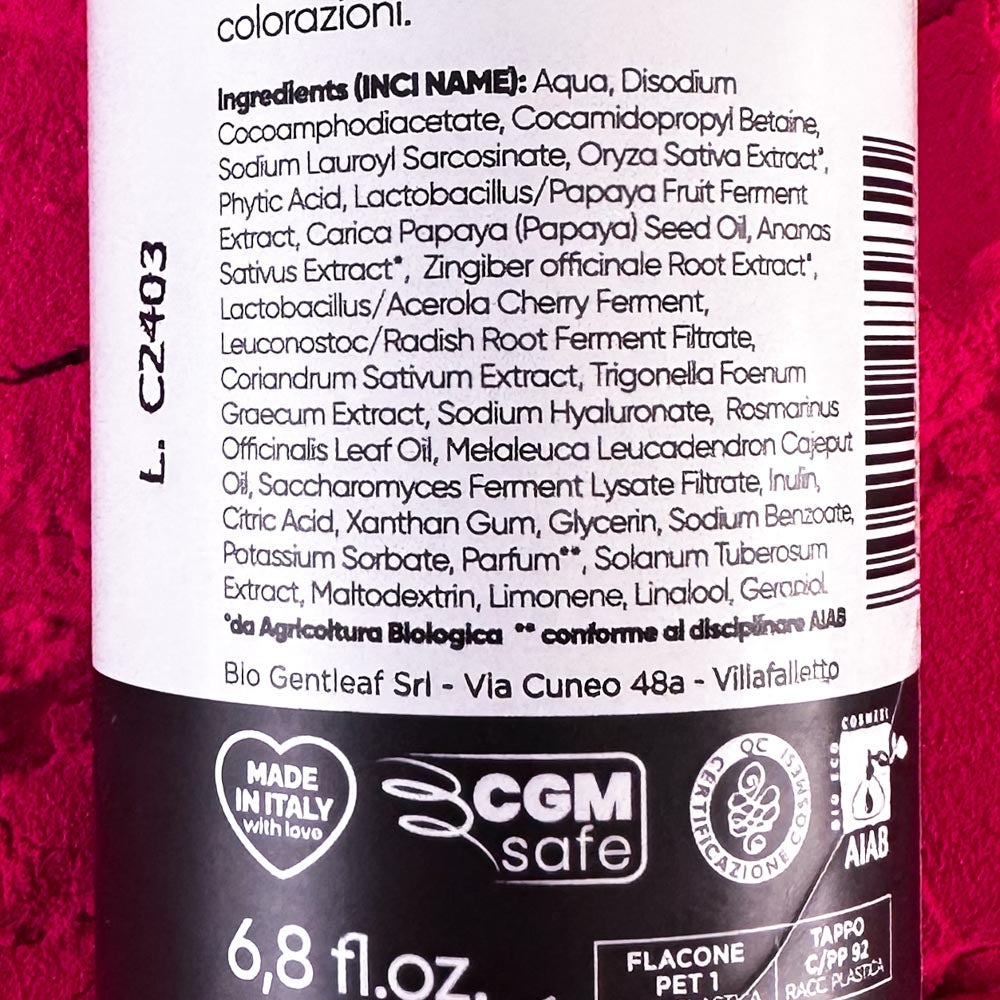 colorazioni.
Ingredients (INCI NAME): Aqua, Disodium
Cocoamphodiacetate, Cocamidopropyl Betaine,
Sodium Lauroyl Sarcosinate, Oryza Sativa Extract*,
Phytic Acid, Lactobacillus/Papaya Fruit Ferment
Extract, Carica Papaya (Papaya) Seed Oil, Ananas
Sativus Extract*, Zingiber officinale Root Extract*,
Lactobacillus/Acerola Cherry Ferment,
Leuconostoc/Radish Root Ferment Filtrate,
Coriandrum Sativum Extract, Trigonella Foenum
Graecum Extract, Sodium Hyaluronate, Rosmarinus
Officinalis Leaf Oil, Melaleuca Leucadendron Cajeput
Oil, Saccharomyces Ferment Lysate Filtrate, Inulin,
Citric Acid, Xanthan Gum, Glycerin, Sodium Benzoate,
Potassium Sorbate, Parfum**, Solanum Tuberosum
Extract, Maltodextrin, Limonene, Linalool, Geraniol.
*da Agricoltura Biologica ** conforme al disciplinare AIAB
Bio Gentleaf Srl - Via Cuneo 48a - Villafalletto
L. C2403
MADE
IN ITALY
with love
CGM
safe
QC CERTIFICAZIONE COSMESI
BIO ECO
AIAB
6,8 fl.oz.
FLACONE
PET 1
TAPPO
C/PP 92
RACC. PLASTICA